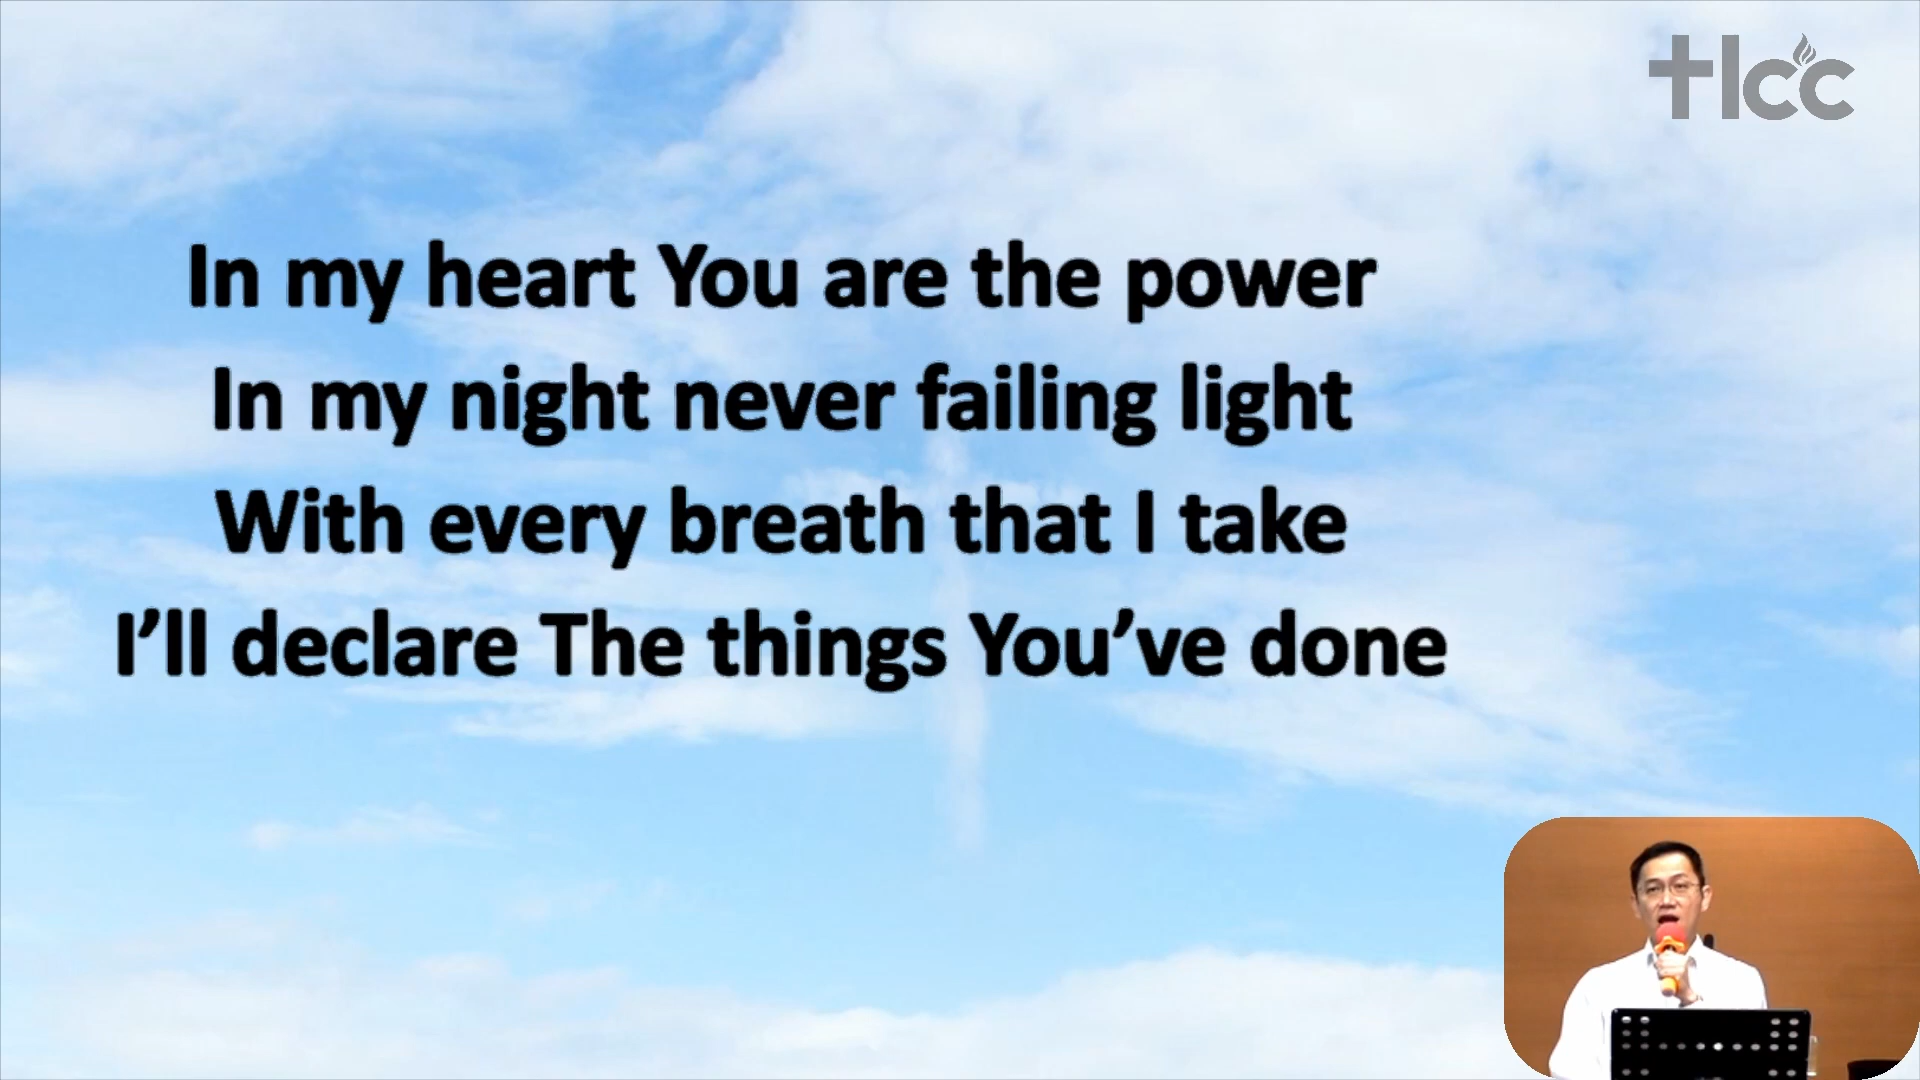 tlcc
In my heart You are the power
In my night never failing light
With every breath that I take
I’ll declare The things You’ve done